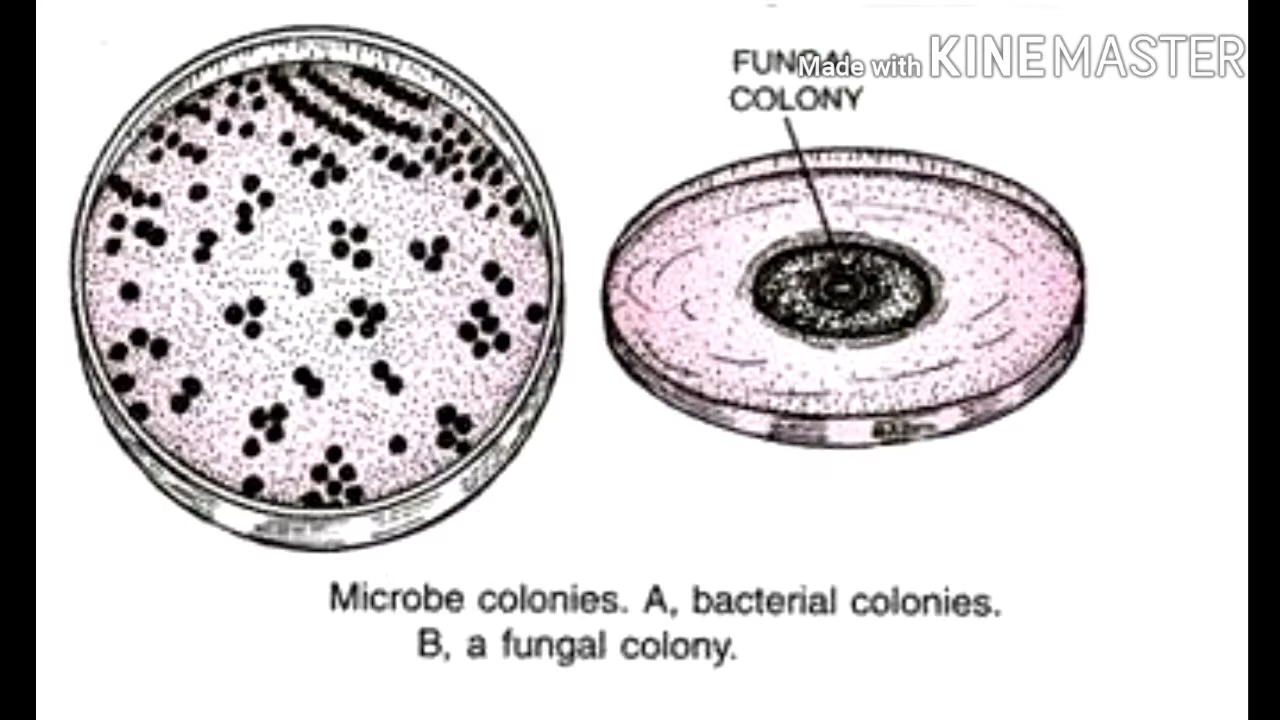 FUNGAL
COLONY
Made with KINEMASTER
Microbe colonies. A, bacterial colonies.
B, a fungal colony.